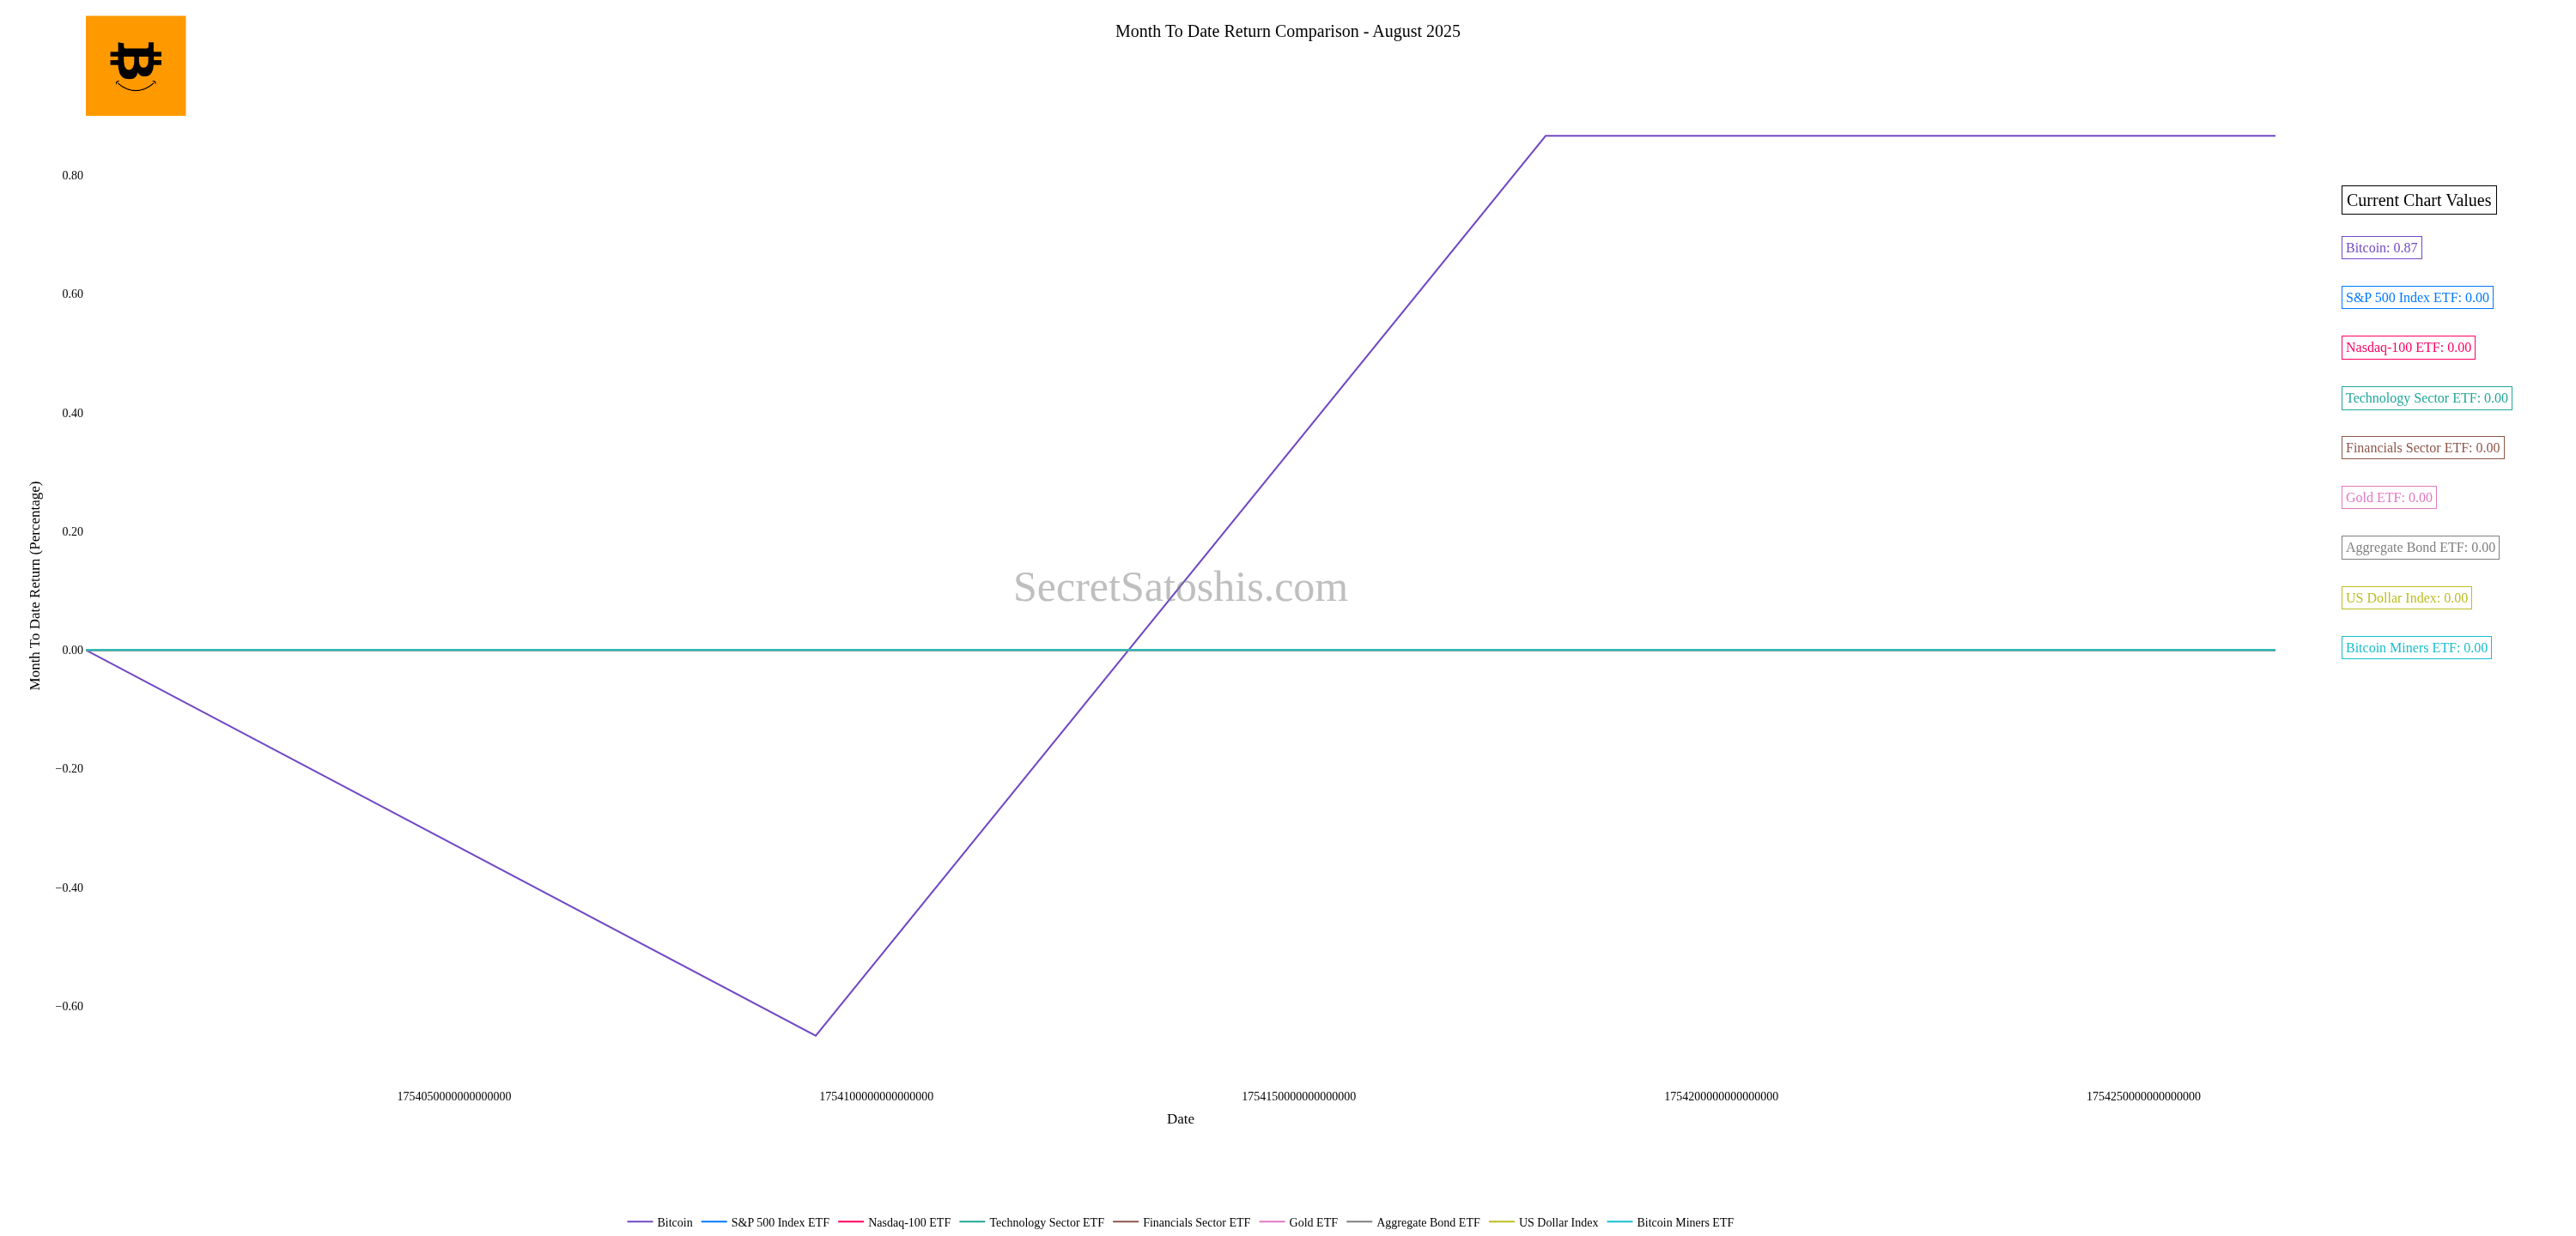 Month To Date Return Comparison - August 2025
Month To Date Return (Percentage)
0.80
0.60
0.40
0.20
0.00
−0.20
−0.40
−0.60
SecretSatoshis.com
Current Chart Values
Bitcoin: 0.87
S&P 500 Index ETF: 0.00
Nasdaq-100 ETF: 0.00
Technology Sector ETF: 0.00
Financials Sector ETF: 0.00
Gold ETF: 0.00
Aggregate Bond ETF: 0.00
US Dollar Index: 0.00
Bitcoin Miners ETF: 0.00
1754050000000000000 1754100000000000000 1754150000000000000 1754200000000000000 1754250000000000000
Date
Bitcoin S&P 500 Index ETF Nasdaq-100 ETF Technology Sector ETF Financials Sector ETF Gold ETF Aggregate Bond ETF US Dollar Index Bitcoin Miners ETF